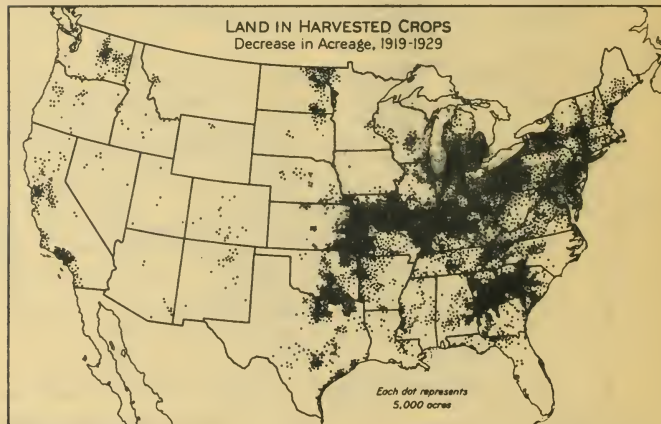 LAND IN HARVESTED CROPS
Decrease in Acreage, 1919-1929
Each dot represents
5,000 acres